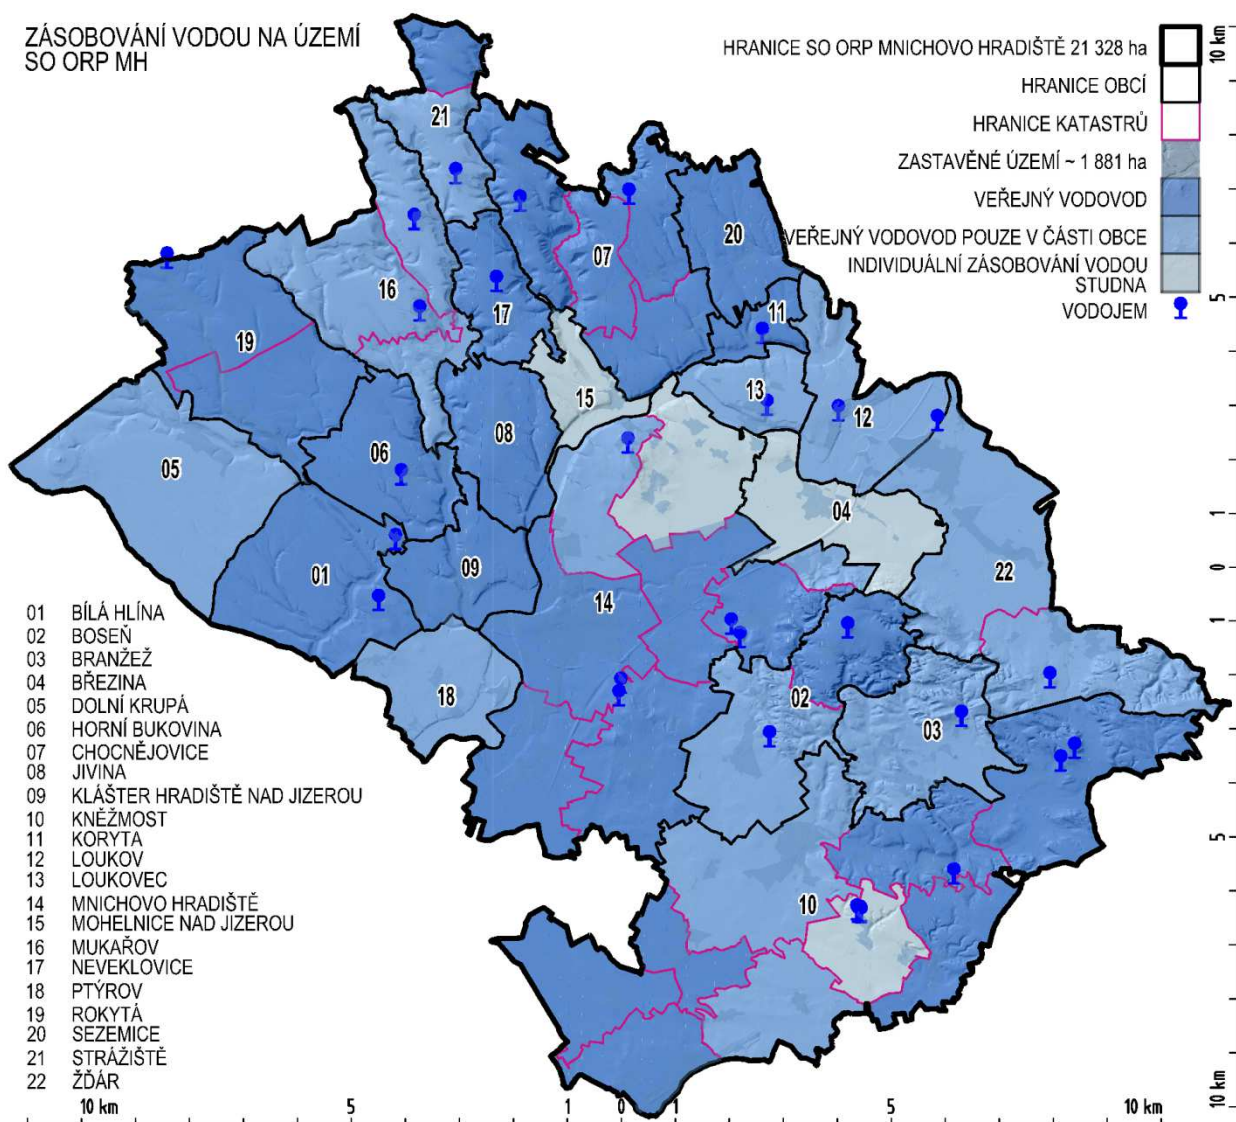 ZÁSOBOVÁNÍ VODOU NA ÚZEMÍ
SO ORP MH
HRANICE SO ORP MNICHOVO HRADIŠTĚ 21 328 ha
HRANICE OBCÍ
HRANICE KATASTRŮ
ZASTAVĚNÉ ÚZEMÍ ~ 1 881 ha
VEŘEJNÝ VODOVOD
VEŘEJNÝ VODOVOD POUZE V ČÁSTI OBCE
INDIVIDUÁLNÍ ZÁSOBOVÁNÍ VODOU
STUDNA
VODOJEM
10 km
5
1
0
1
5
10 km
21
20
07
16
17
11
19
15
13
12
08
06
05
04
09
01
22
14
18
02
03
10
01 BÍLÁ HLÍNA
02 BOSEŇ
03 BRANŽEŽ
04 BŘEZINA
05 DOLNÍ KRUPÁ
06 HORNÍ BUKOVINA
07 CHOCNĚJOVICE
08 JIVINA
09 KLÁŠTER HRADIŠTĚ NAD JIZEROU
10 KNĚŽMOST
11 KORYTA
12 LOUKOV
13 LOUKOVEC
14 MNICHOVO HRADIŠTĚ
15 MOHELNICE NAD JIZEROU
16 MUKAŘOV
17 NEVEKLOVICE
18 PTÝROV
19 ROKYTÁ
20 SEZEMICE
21 STRÁŽIŠTĚ
22 ŽĎÁR
10 km 5 1 0 1 5 10 km